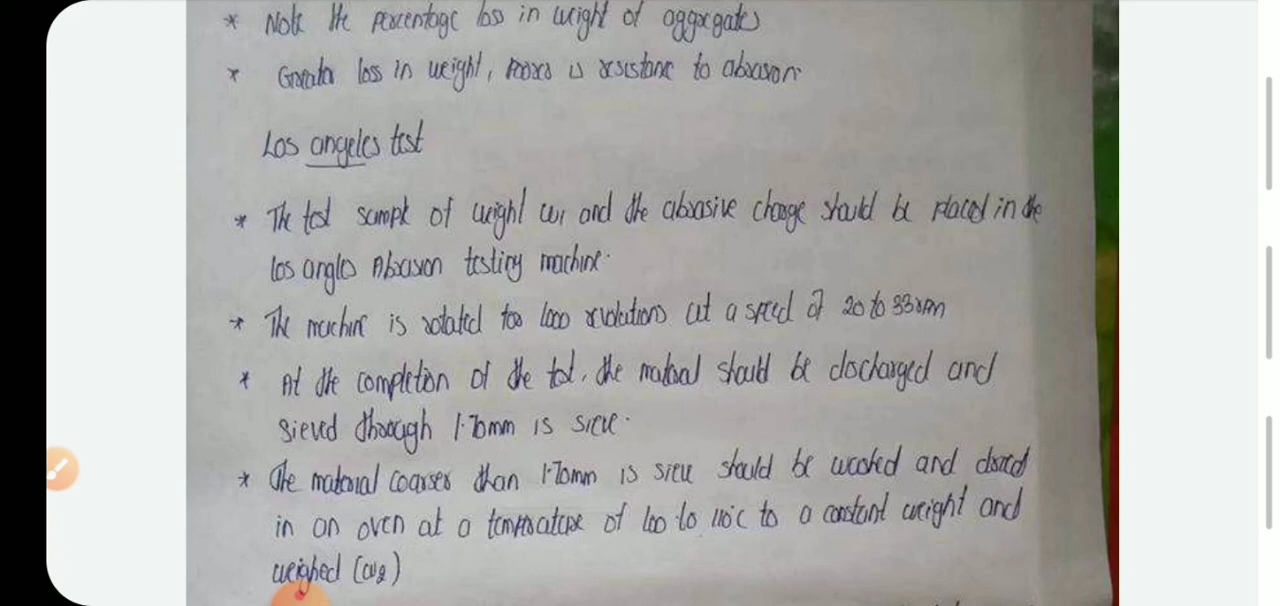 * Note the percentage loss in weight of aggregates
* Greater loss in weight, poorer is resistance to abrasion
Los angeles test
* The test sample of weight w1 and the abrasive charge should be placed in the
los angles Abrasion testing machine.
* The machine is rotated too 1000 revolutions at a speed of 20 to 33 rpm
* At the completion of the test, the material should be discharged and
sieved through 1.70mm is sieve.
* The material coarser than 1.70mm is sieve should be washed and dried
in an oven at a temperature of 100 to 110°c to a constant weight and
weighed (w2)